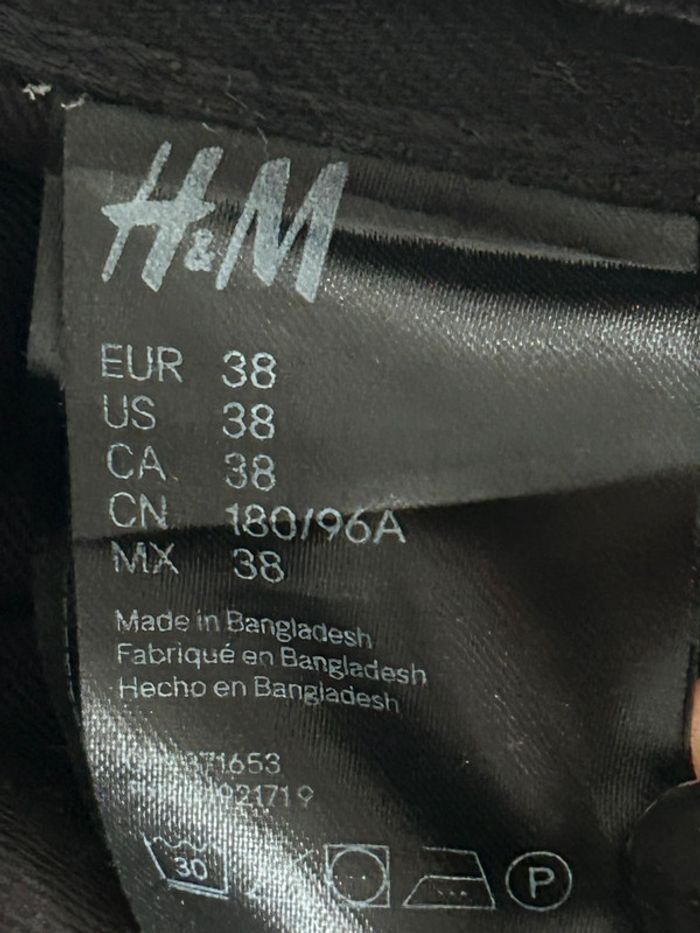 H&M
EUR 38
US 38
CA 38
CN 180/96A
MX 38
Made in Bangladesh
Fabriqué en Bangladesh
Hecho en Bangladesh
30
P